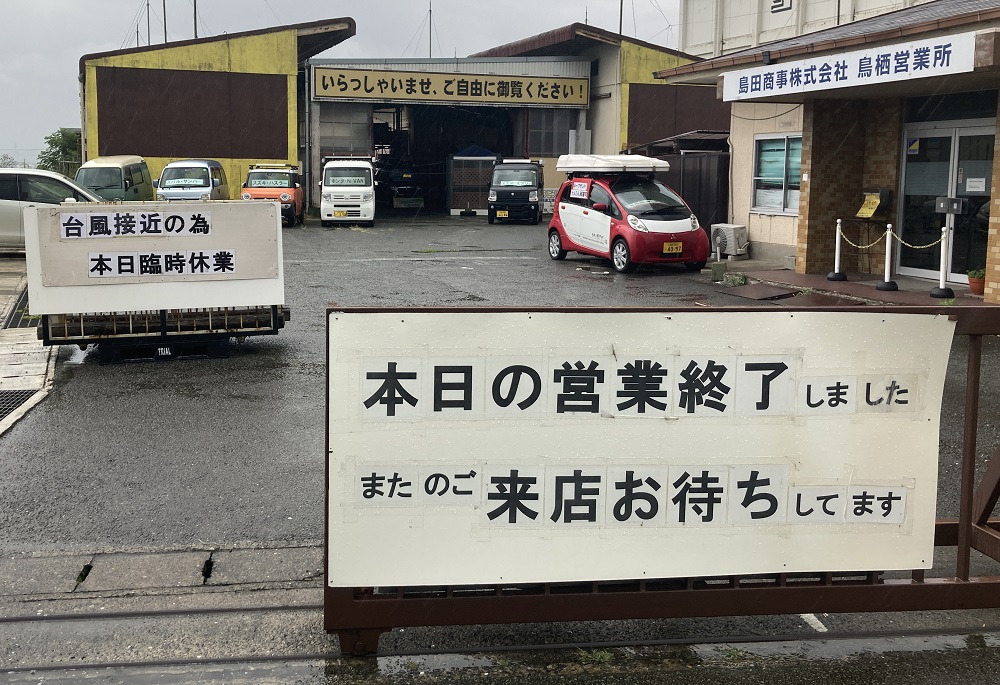 いらっしゃいませ、ご自由に御覧ください！
島田商事株式会社 鳥栖営業所
台風接近の為
本日臨時休業
TRIAL
本日の営業終了しました
またのご来店お待ちしてます